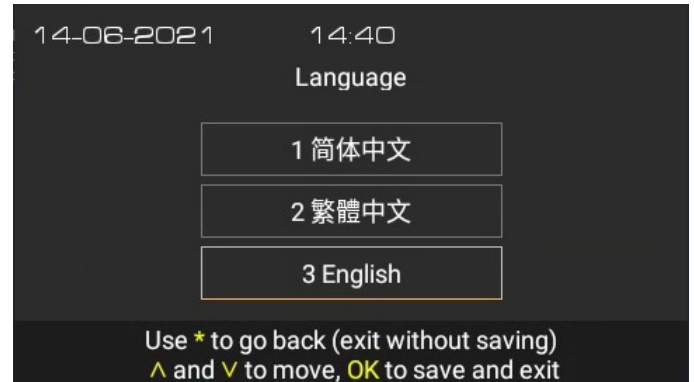 14-06-2021 14:40
Language
1 简体中文
2 繁體中文
3 English
Use * to go back (exit without saving)
∧ and ∨ to move, OK to save and exit